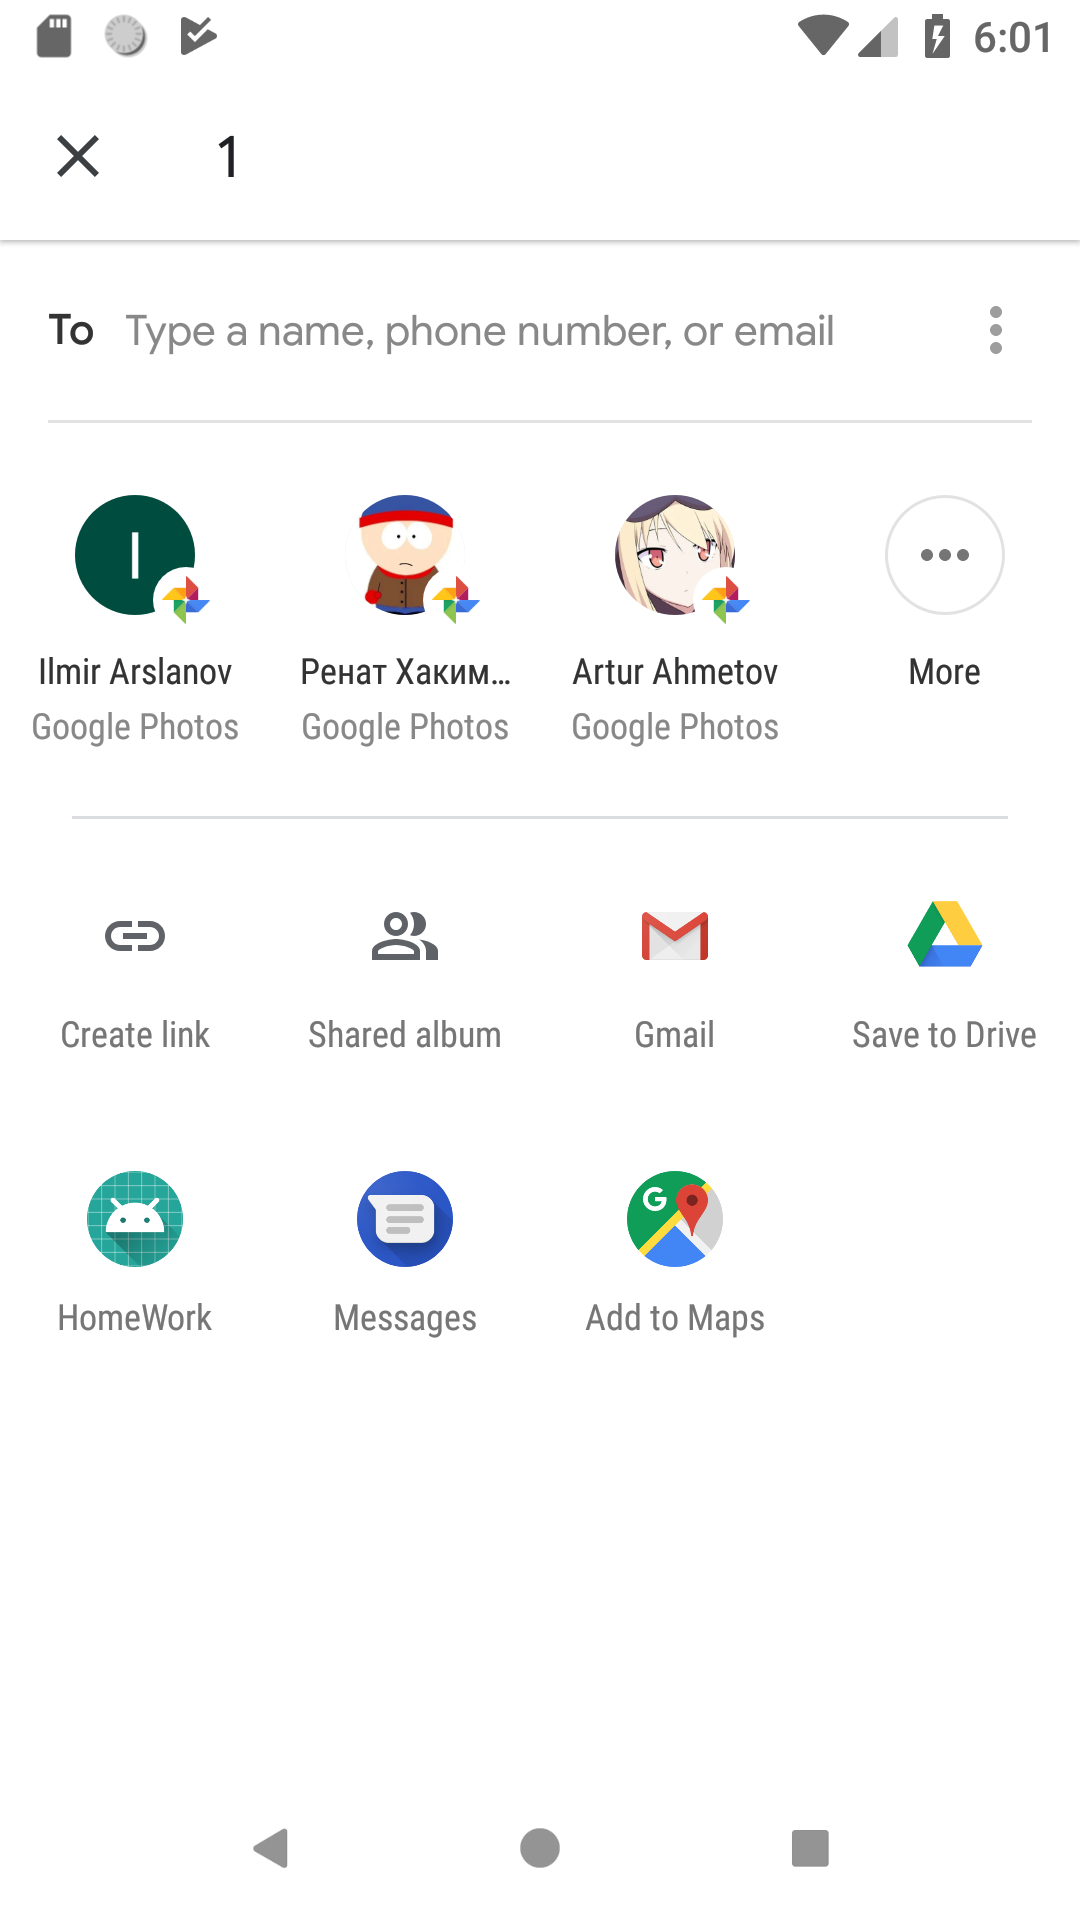 6:01
1
To Type a name, phone number, or email
I
Ilmir Arslanov
Google Photos
Ренат Хаким...
Google Photos
Artur Ahmetov
Google Photos
More
Create link
Shared album
Gmail
Save to Drive
G
HomeWork
Messages
Add to Maps